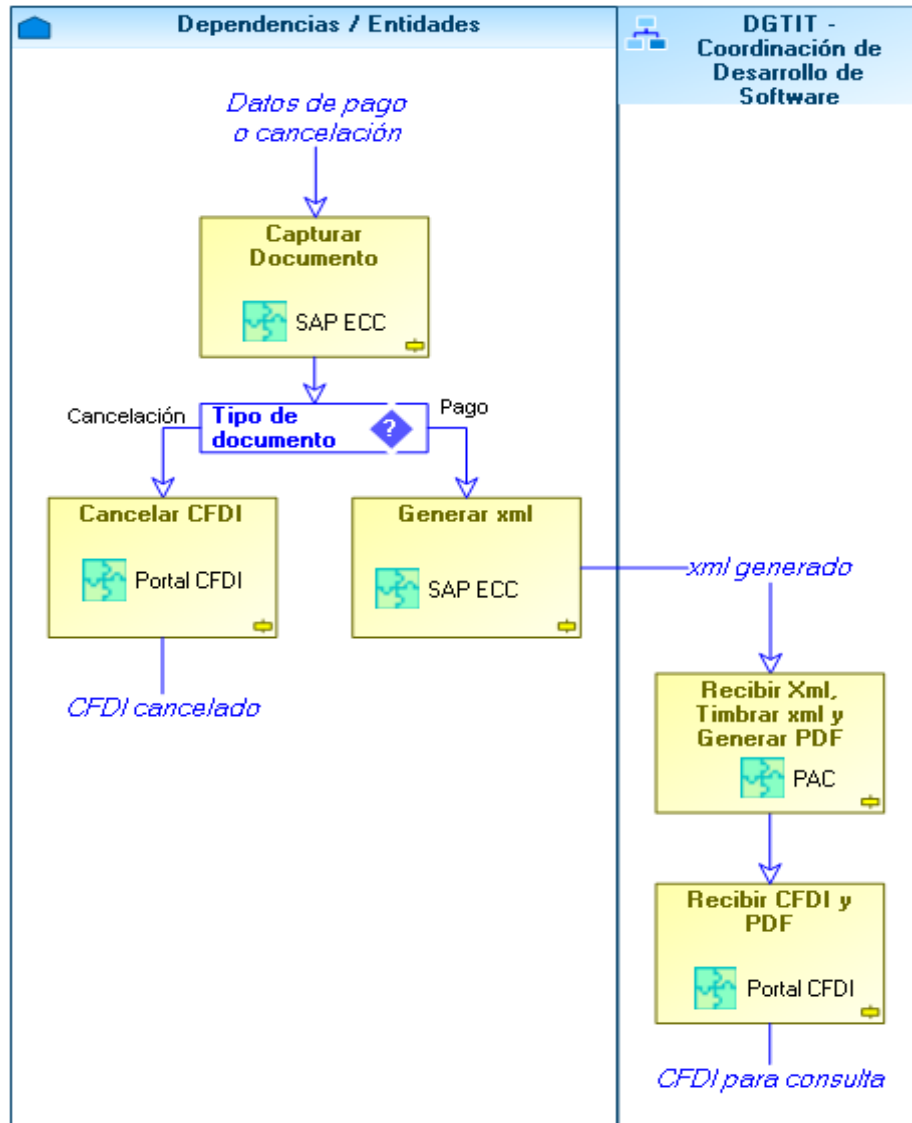 Dependencias / Entidades
DGTIT -
Coordinación de
Desarrollo de
Software
Datos de pago
o cancelación
Capturar
Documento
SAP ECC
Cancelación
Tipo de
documento
?
Pago
Cancelar CFDI
Portal CFDI
Generar xml
SAP ECC
xml generado
CFDI cancelado
Recibir Xml,
Timbrar xml y
Generar PDF
PAC
Recibir CFDI y
PDF
Portal CFDI
CFDI para consulta